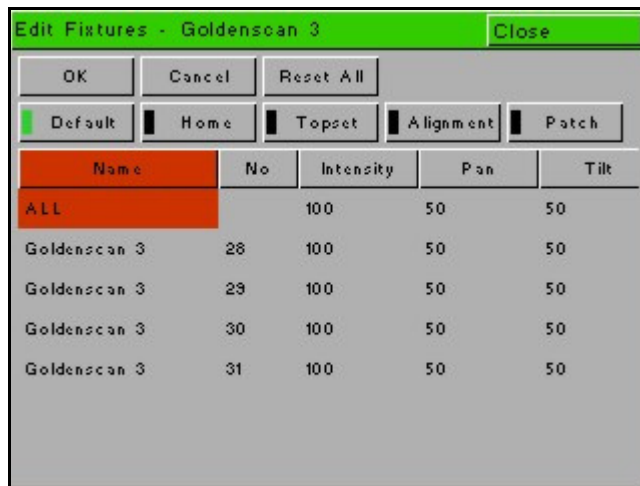 Edit Fixtures - Goldenscan 3 Close
OK Cancel Reset All
Default Home Topset Alignment Patch
Name No Intensity Pan Tilt
ALL 100 50 50
Goldenscan 3 28 100 50 50
Goldenscan 3 29 100 50 50
Goldenscan 3 30 100 50 50
Goldenscan 3 31 100 50 50